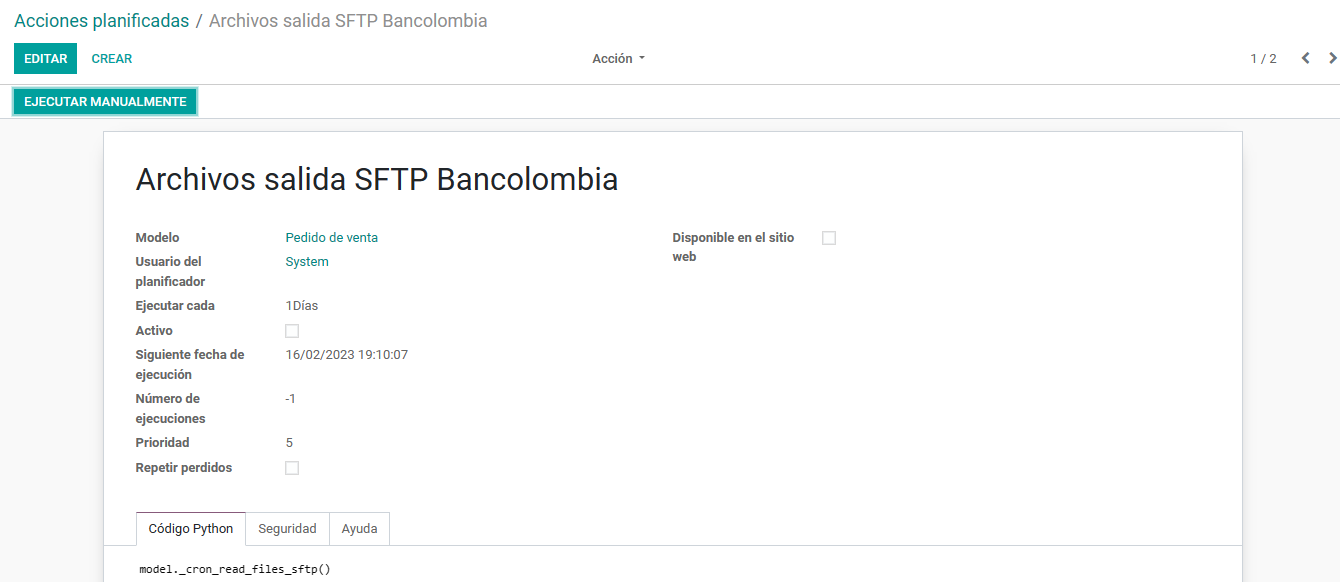 Acciones planificadas / Archivos salida SFTP Bancolombia
EDITAR CREAR Acción 1 / 2
EJECUTAR MANUALMENTE
Archivos salida SFTP Bancolombia
Modelo Pedido de venta
Usuario del planificador System
Ejecutar cada 1Días
Activo
Siguiente fecha de ejecución 16/02/2023 19:10:07
Número de ejecuciones -1
Prioridad 5
Repetir perdidos
Disponible en el sitio web
Código Python Seguridad Ayuda
model._cron_read_files_sftp()